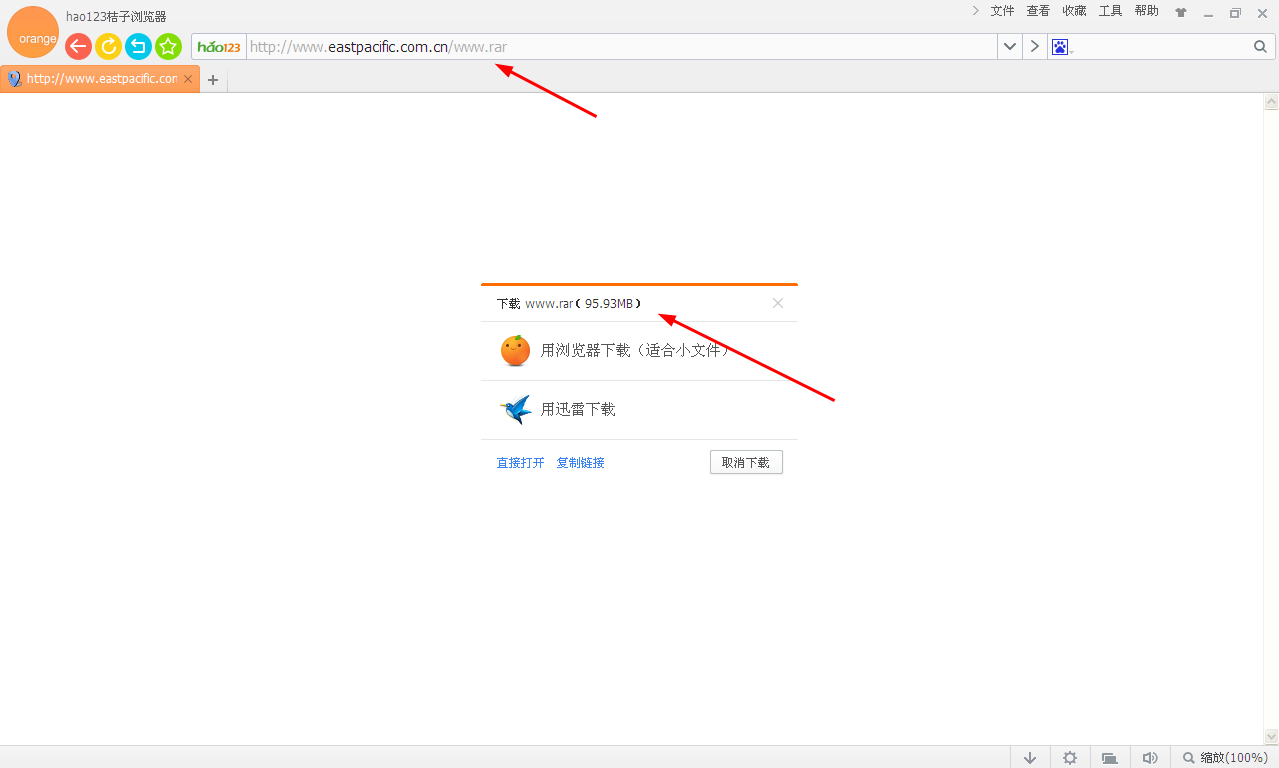 hao123桔子浏览器
文件 查看 收藏 工具 帮助
orange
hao123
http://www.eastpacific.com.cn/www.rar
http://www.eastpacific.con
下载 www.rar(95.93MB)
用浏览器下载(适合小文件)
用迅雷下载
直接打开 复制链接 取消下载
缩放(100%)